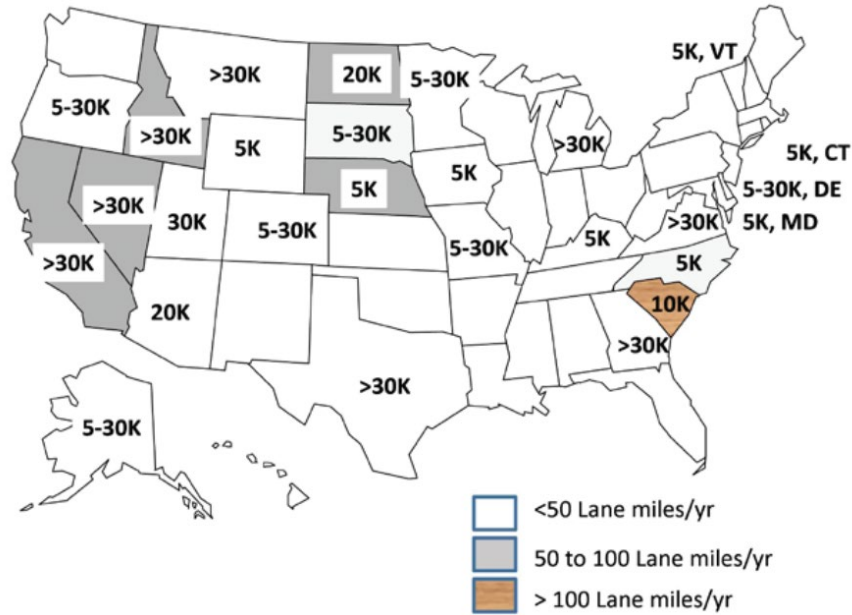 5K, VT
>30K
20K
5-30K
5-30K
>30K
5K
5-30K
>30K
5K, CT
5K
5K
5-30K, DE
>30K
30K
5-30K
>30K
5K, MD
5-30K
5K
>30K
5K
20K
10K
>30K
>30K
5-30K
<50 Lane miles/yr
50 to 100 Lane miles/yr
> 100 Lane miles/yr